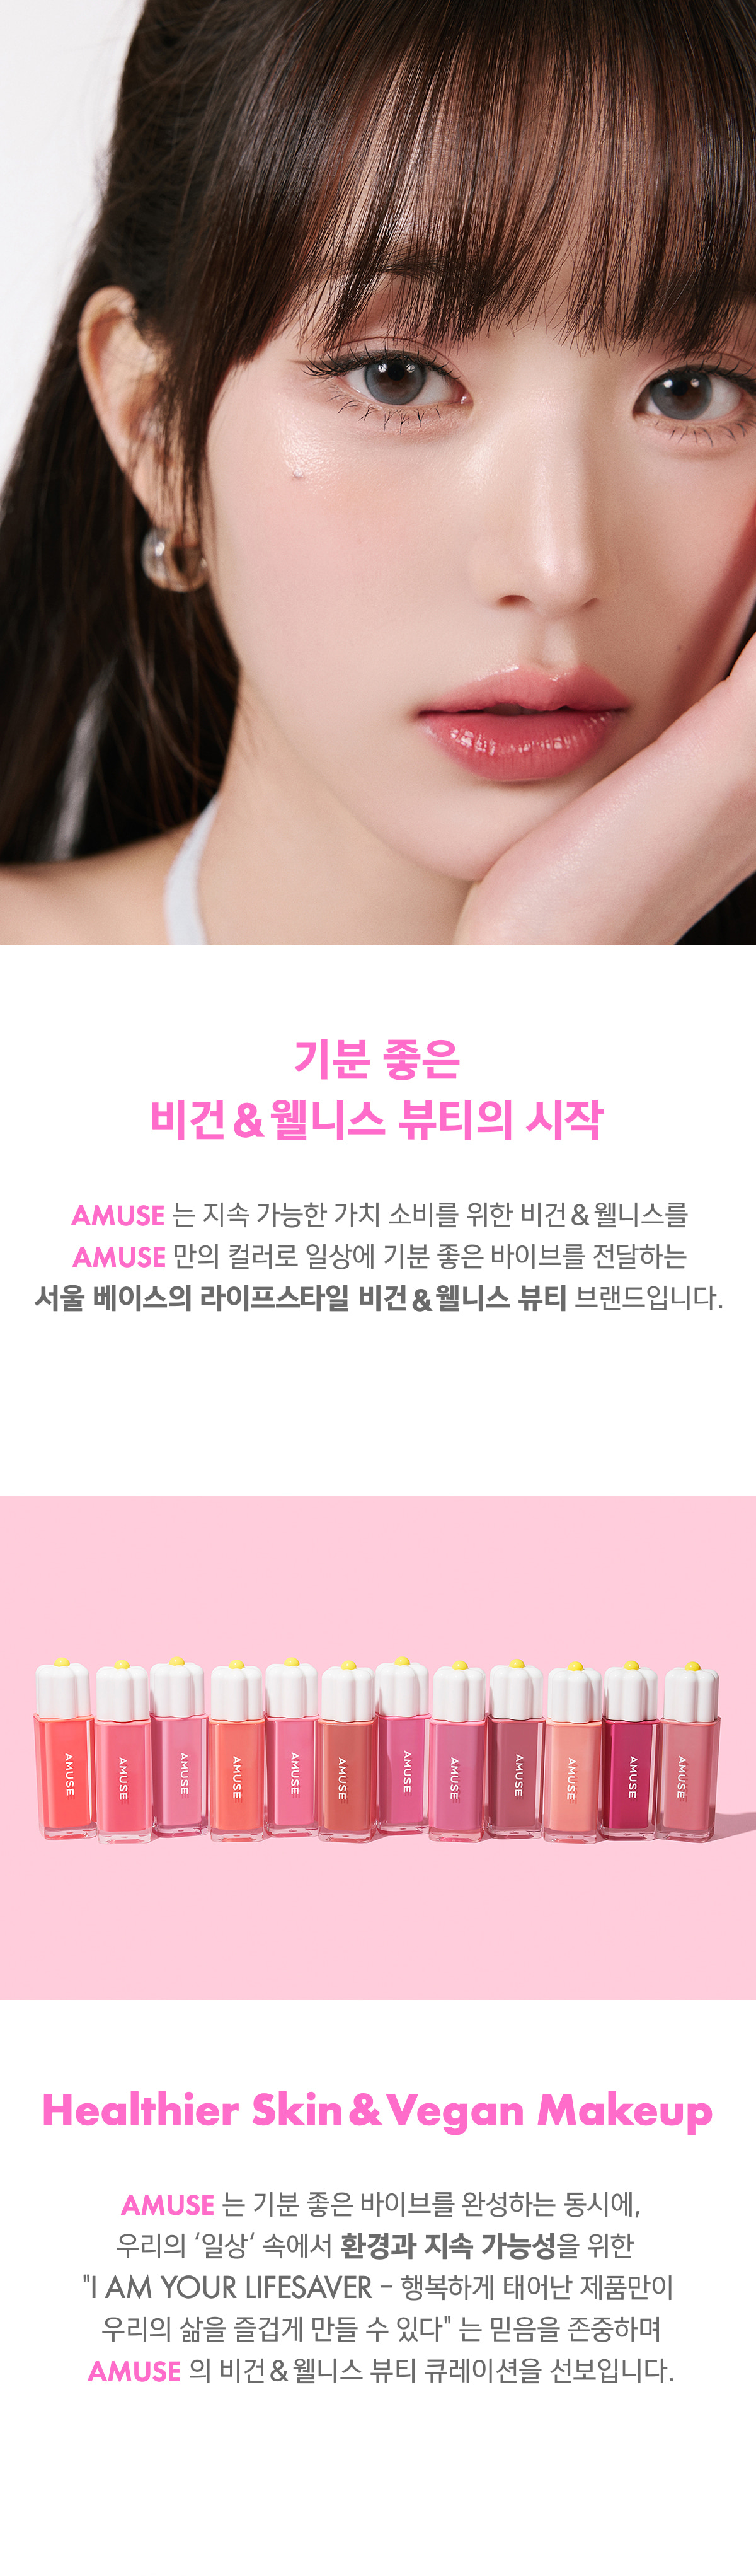 기분 좋은
비건&웰니스 뷰티의 시작
AMUSE 는 지속 가능한 가치 소비를 위한 비건&웰니스를
AMUSE 만의 컬러로 일상에 기분 좋은 바이브를 전달하는
서울 베이스의 라이프스타일 비건&웰니스 뷰티 브랜드입니다.
AMUSE
AMUSE
AMUSE
AMUSE
AMUSE
AMUSE
AMUSE
AMUSE
AMUSE
AMUSE
AMUSE
AMUSE
Healthier Skin&Vegan Makeup
AMUSE 는 기분 좋은 바이브를 완성하는 동시에,
우리의 ‘일상‘ 속에서 환경과 지속 가능성을 위한
"I AM YOUR LIFESAVER – 행복하게 태어난 제품만이
우리의 삶을 즐겁게 만들 수 있다" 는 믿음을 존중하며
AMUSE 의 비건&웰니스 뷰티 큐레이션을 선보입니다.